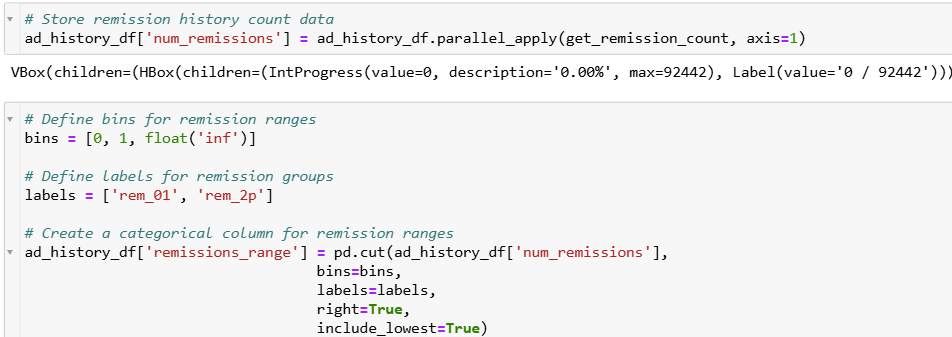 # Store remission history count data
ad_history_df['num_remissions'] = ad_history_df.parallel_apply(get_remission_count, axis=1)
VBox(children=(HBox(children=(IntProgress(value=0, description='0.00%', max=92442), Label(value='0 / 92442')))
# Define bins for remission ranges
bins = [0, 1, float('inf')]
# Define labels for remission groups
labels = ['rem_01', 'rem_2p']
# Create a categorical column for remission ranges
ad_history_df['remissions_range'] = pd.cut(ad_history_df['num_remissions'],
bins=bins,
labels=labels,
right=True,
include_lowest=True)